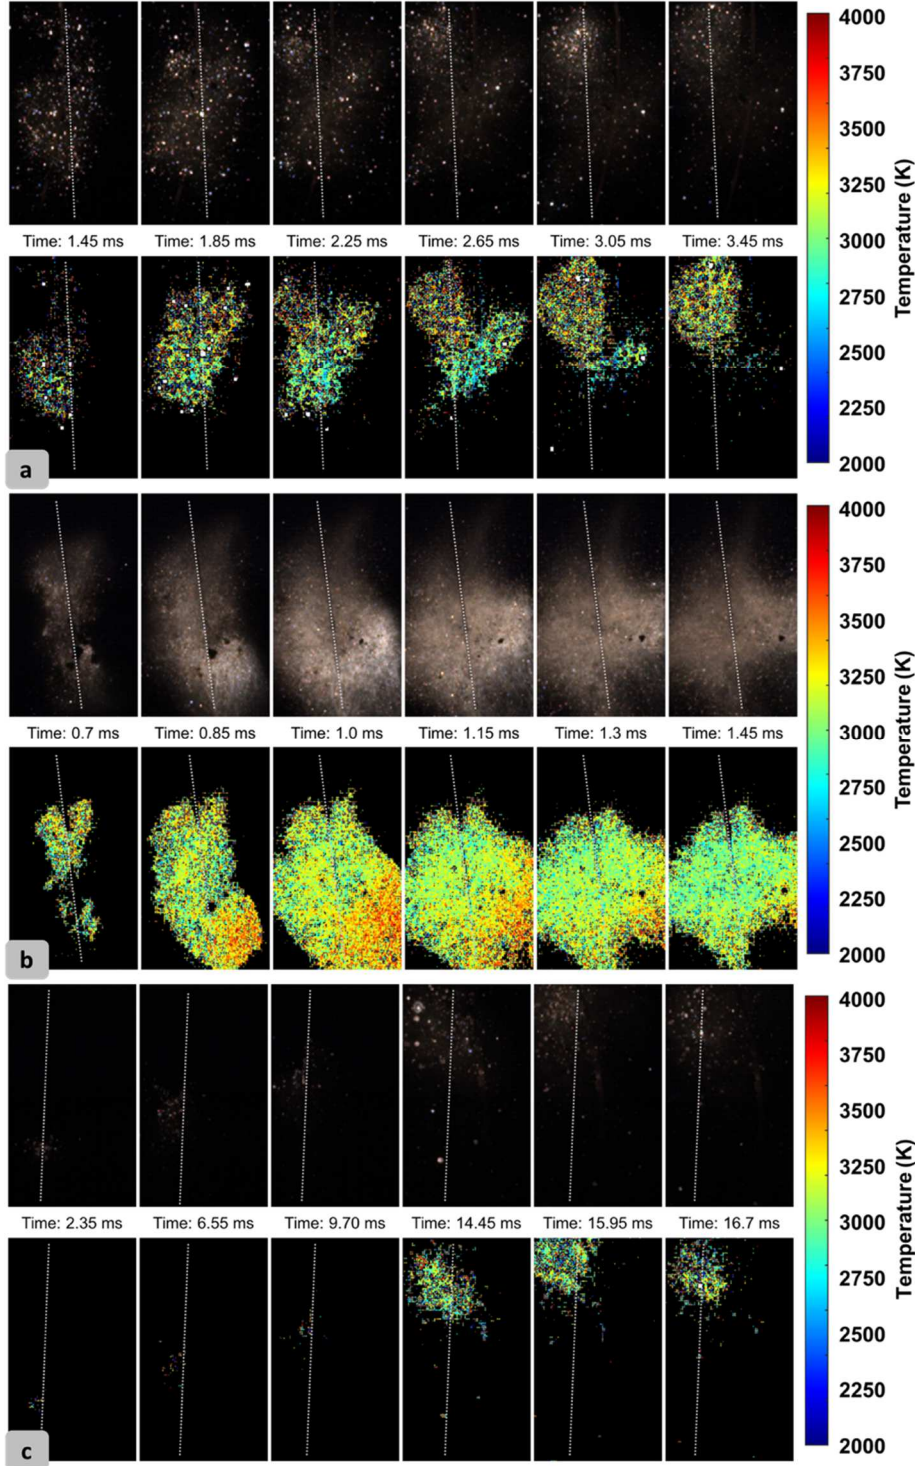 4000
3750
3500
3250
3000
2750
2500
2250
2000
Temperature (K)
Time: 1.45 ms
Time: 1.85 ms
Time: 2.25 ms
Time: 2.65 ms
Time: 3.05 ms
Time: 3.45 ms
a
4000
3750
3500
3250
3000
2750
2500
2250
2000
Temperature (K)
Time: 0.7 ms
Time: 0.85 ms
Time: 1.0 ms
Time: 1.15 ms
Time: 1.3 ms
Time: 1.45 ms
b
4000
3750
3500
3250
3000
2750
2500
2250
2000
Temperature (K)
Time: 2.35 ms
Time: 6.55 ms
Time: 9.70 ms
Time: 14.45 ms
Time: 15.95 ms
Time: 16.7 ms
c